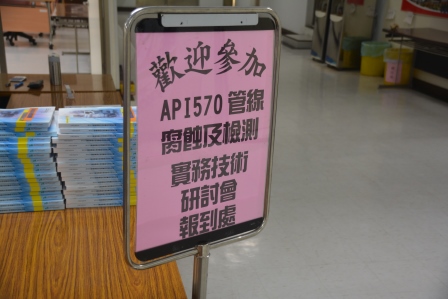 歡迎參加
API570 管線
腐蝕及檢測
實務技術
研討會
報到處